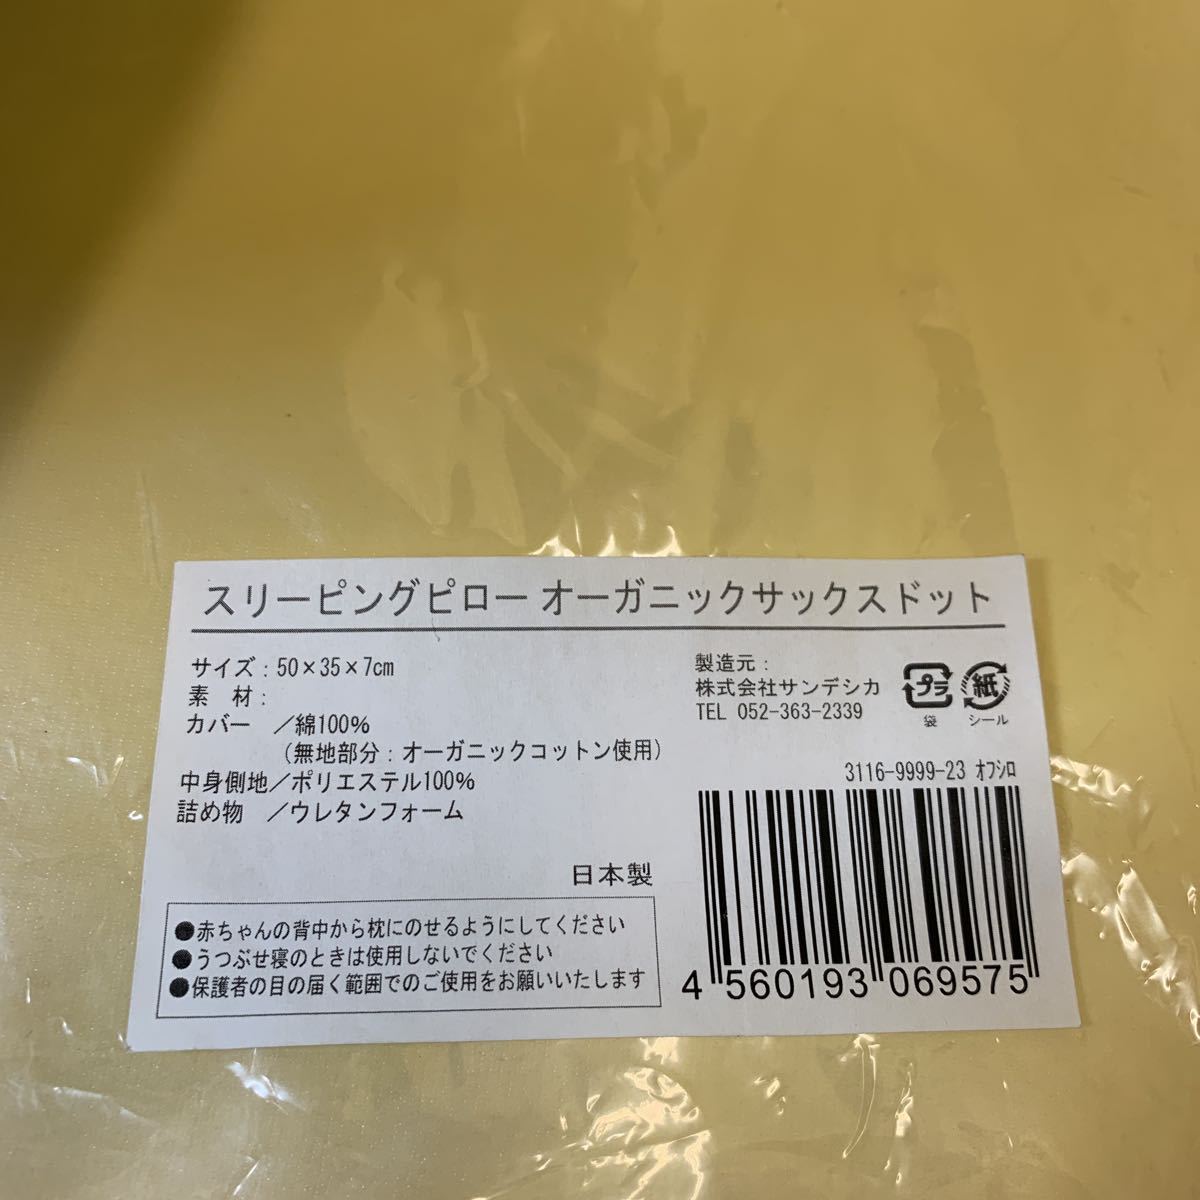 スリーピングピロー オーガニックサックスドット
サイズ：50×35×7cm
素　材：
カバー　／綿100%
（無地部分：オーガニックコットン使用）
中身側地／ポリエステル100%
詰め物　／ウレタンフォーム
日本製
●赤ちゃんの背中から枕にのせるようにしてください
●うつぶせ寝のときは使用しないでください
●保護者の目の届く範囲でのご使用をお願いいたします
製造元：
株式会社サンデシカ
TEL 052-363-2339
プラ 紙
袋 シール
3116-9999-23 ｵﾌｼﾛ
4 560193 069575